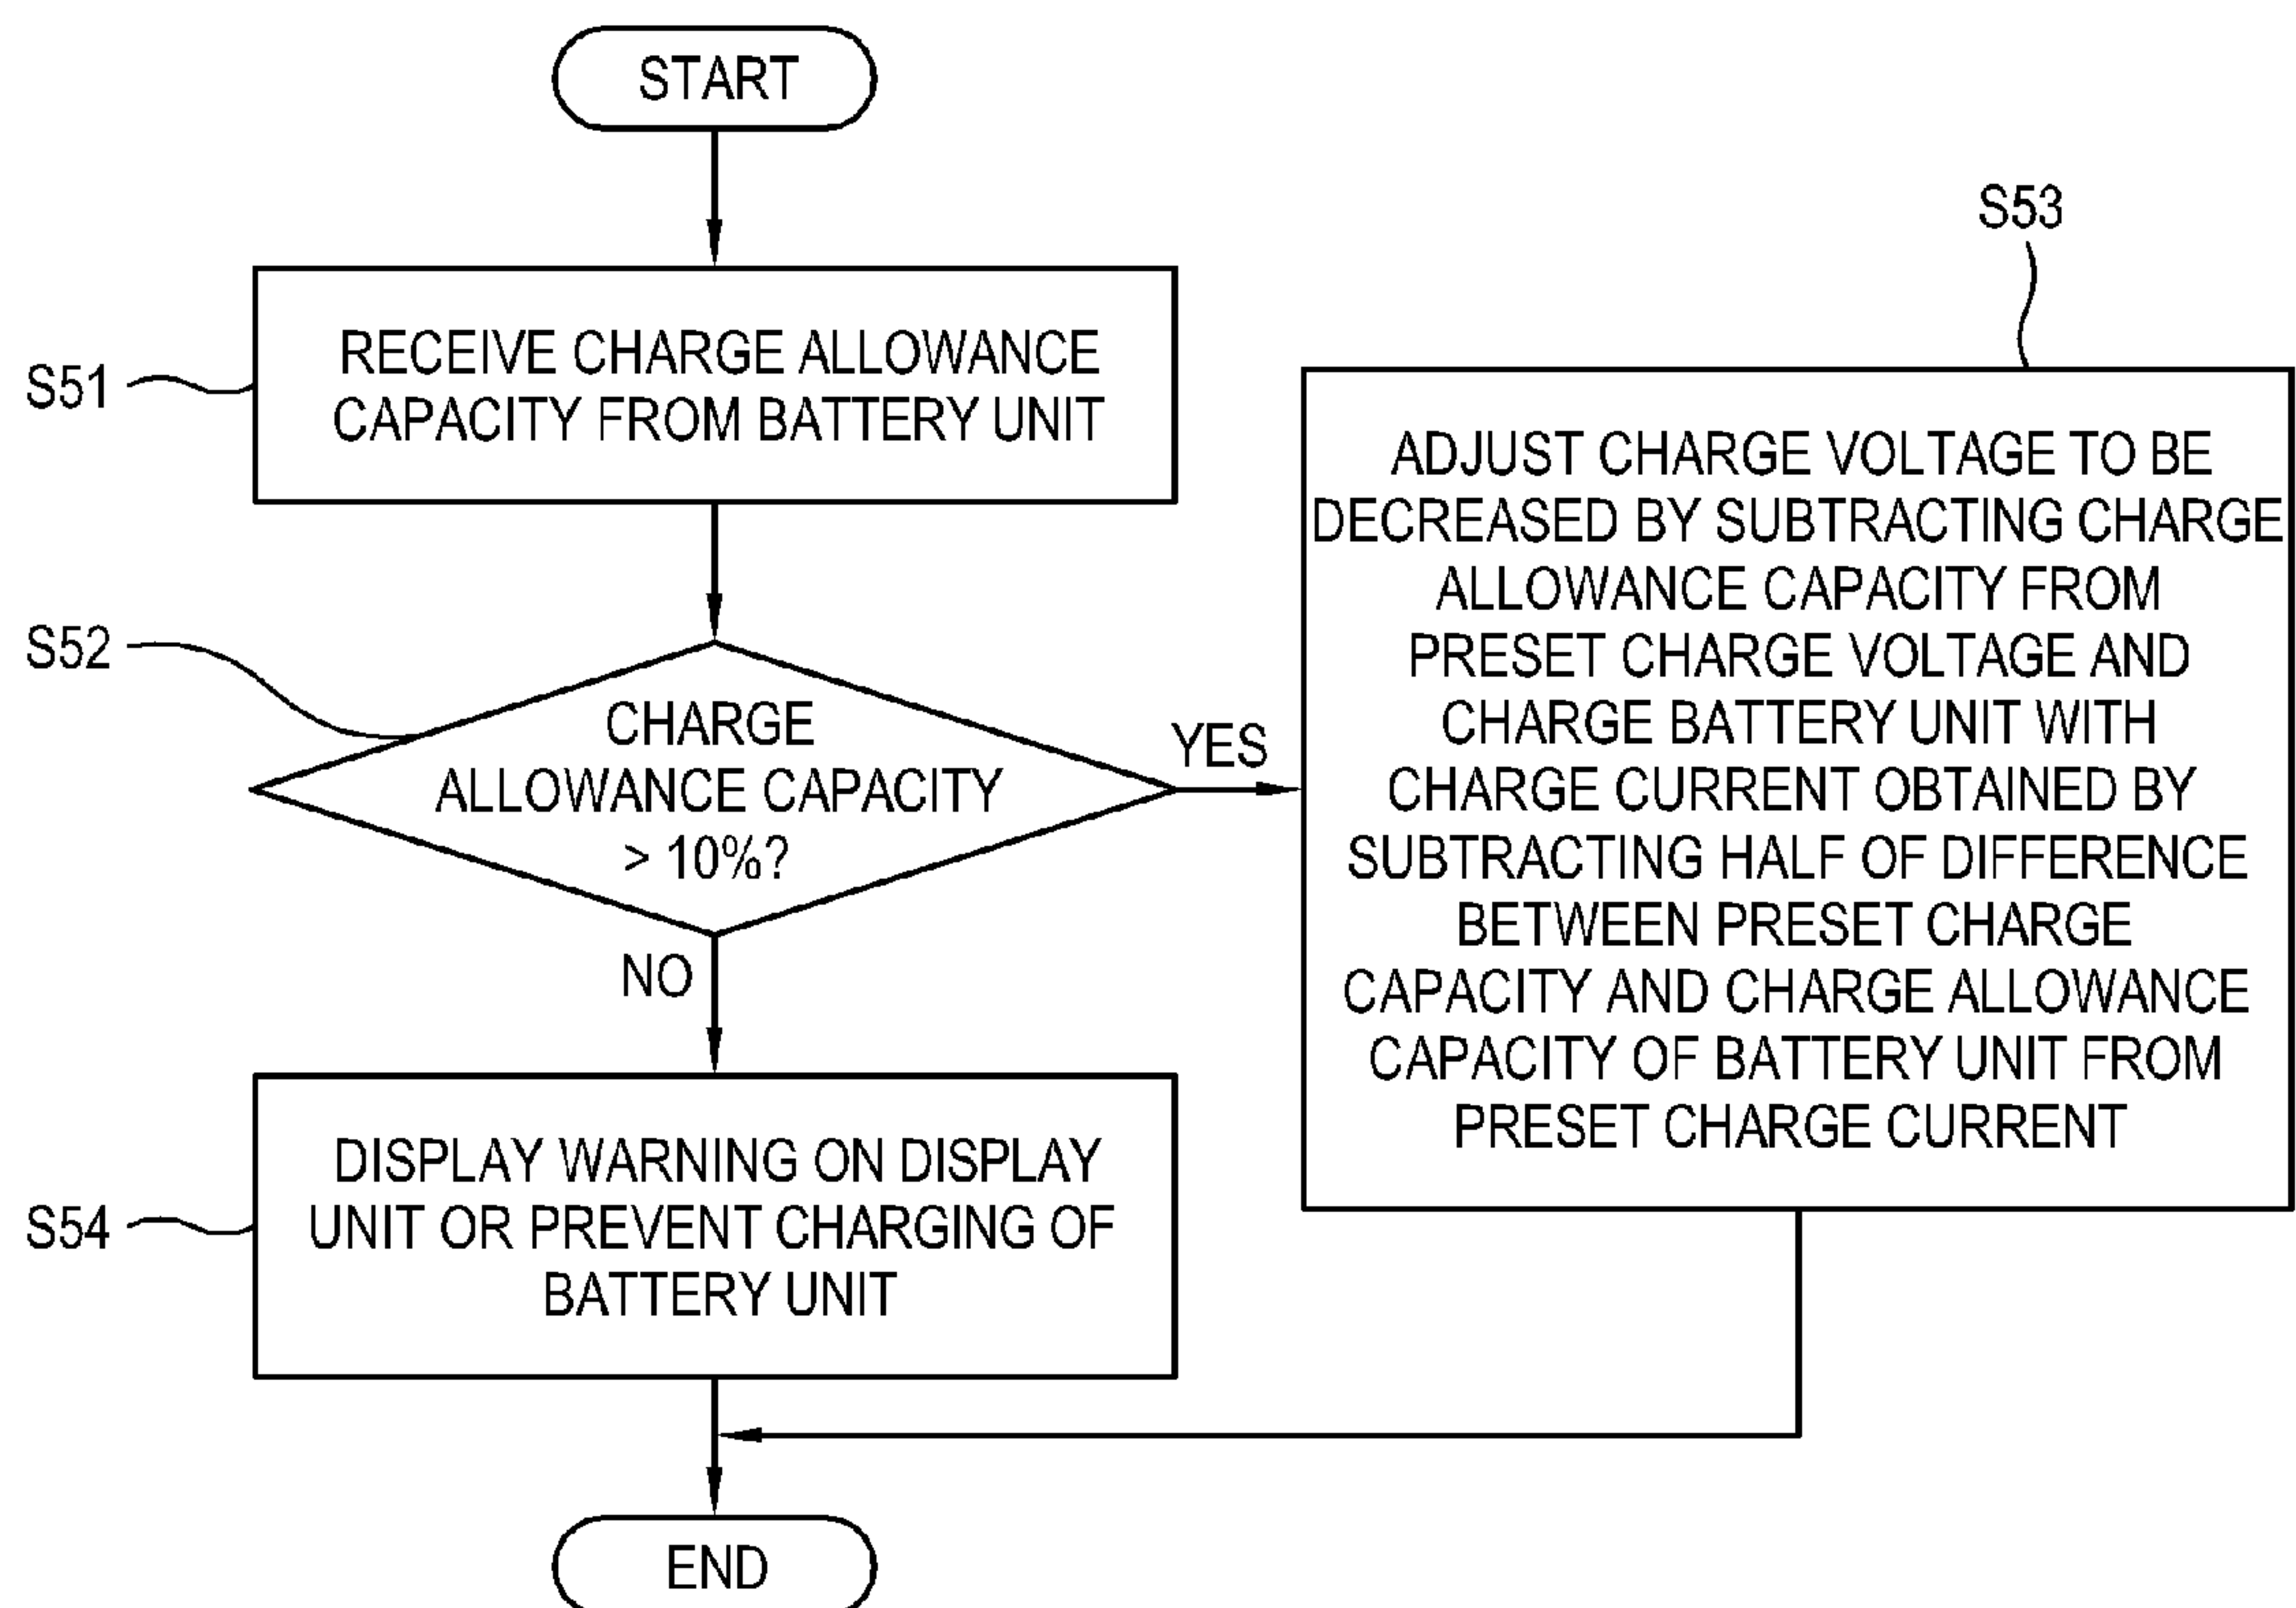 START
S51
RECEIVE CHARGE ALLOWANCE
CAPACITY FROM BATTERY UNIT
S52
CHARGE
ALLOWANCE CAPACITY
> 10%?
YES
NO
S53
ADJUST CHARGE VOLTAGE TO BE
DECREASED BY SUBTRACTING CHARGE
ALLOWANCE CAPACITY FROM
PRESET CHARGE VOLTAGE AND
CHARGE BATTERY UNIT WITH
CHARGE CURRENT OBTAINED BY
SUBTRACTING HALF OF DIFFERENCE
BETWEEN PRESET CHARGE
CAPACITY AND CHARGE ALLOWANCE
CAPACITY OF BATTERY UNIT FROM
PRESET CHARGE CURRENT
S54
DISPLAY WARNING ON DISPLAY
UNIT OR PREVENT CHARGING OF
BATTERY UNIT
END